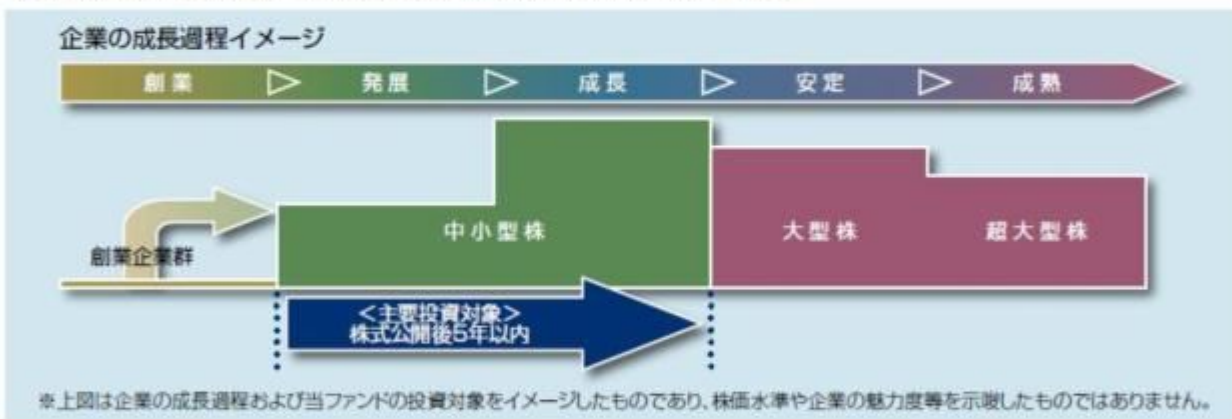 企業の成長過程イメージ
創業 ▷ 発展 ▷ 成長 ▷ 安定 ▷ 成熟
中小型株 大型株 超大型株
創業企業群
<主要投資対象>
株式公開後5年以内
※上図は企業の成長過程および当ファンドの投資対象をイメージしたものであり、株価水準や企業の魅力度等を示唆したものではありません。